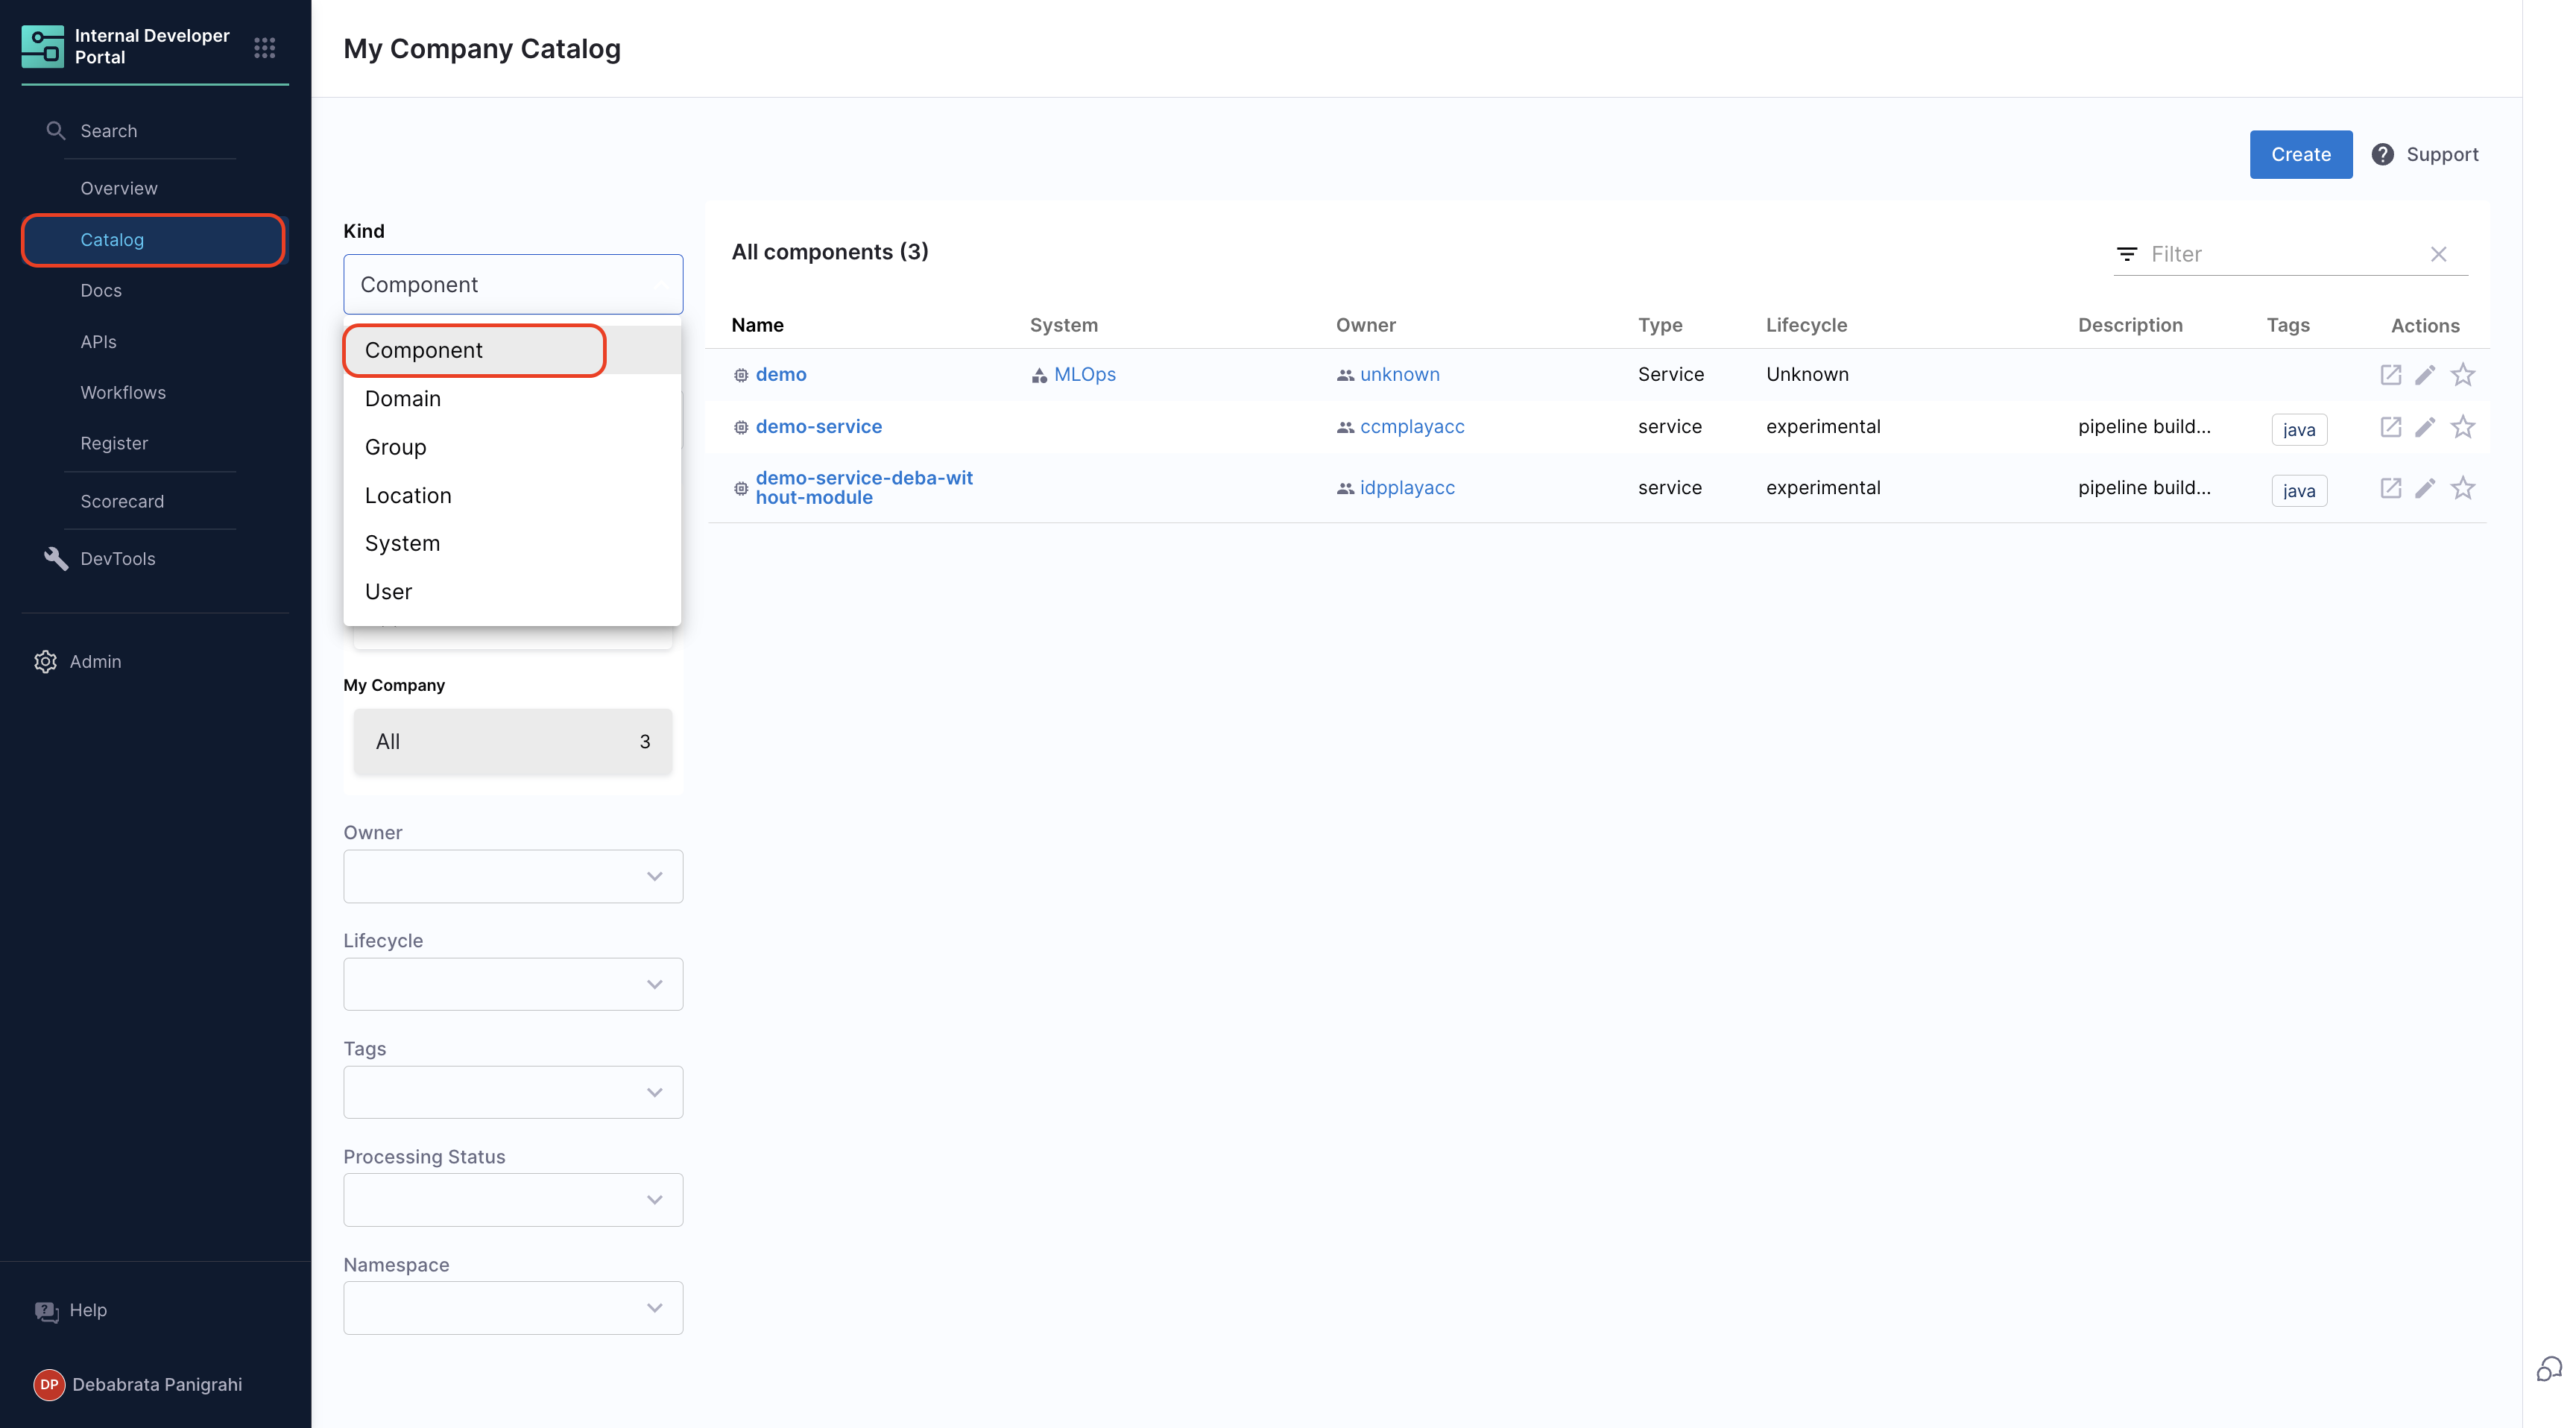 Internal Developer
Portal
Search
Overview
Catalog
Docs
APIs
Workflows
Register
Scorecard
DevTools
Admin
Help
DP Debabrata Panigrahi
My Company Catalog
Create ? Support
Kind
Component
Component
Domain
Group
Location
System
User
My Company
All 3
Owner
Lifecycle
Tags
Processing Status
Namespace
All components (3)
Filter
Name System Owner Type Lifecycle Description Tags Actions
demo MLOps unknown Service Unknown
demo-service ccmplayacc service experimental pipeline build... java
demo-service-deba-wit
hout-module idpplayacc service experimental pipeline build... java